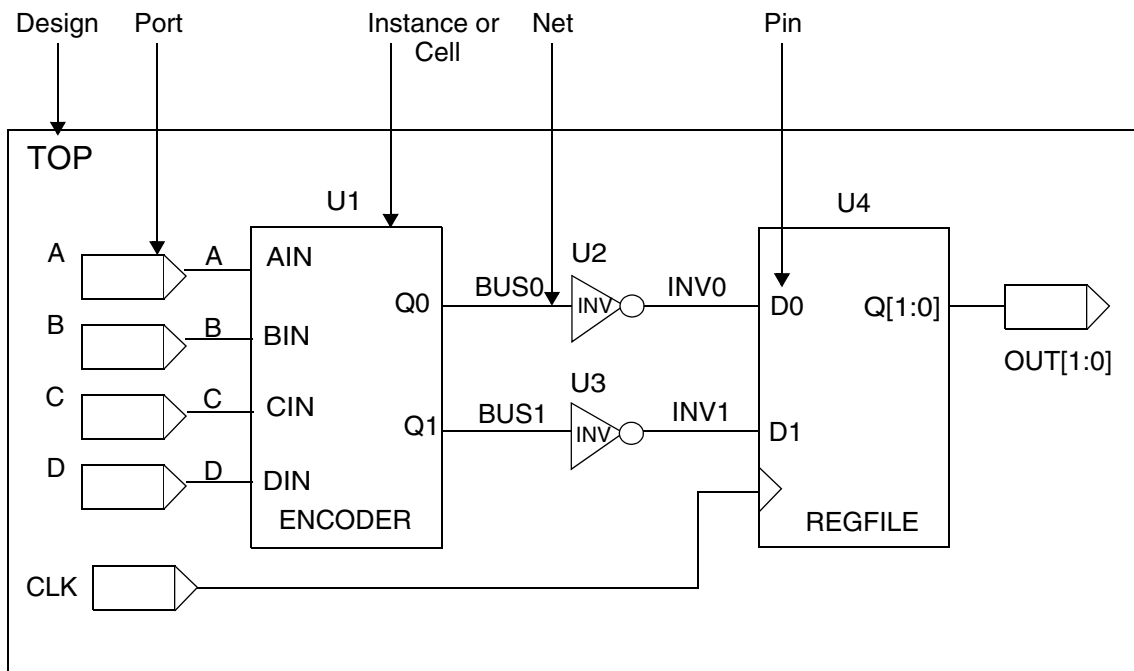 Design Port Instance or Cell Net Pin
TOP
U1 U4
A A AIN
U2
BUS0 INV INV0
Q0 D0 Q[1:0]
B B BIN
OUT[1:0]
U3
C C CIN
BUS1 INV INV1
Q1 D1
D D DIN
ENCODER REGFILE
CLK